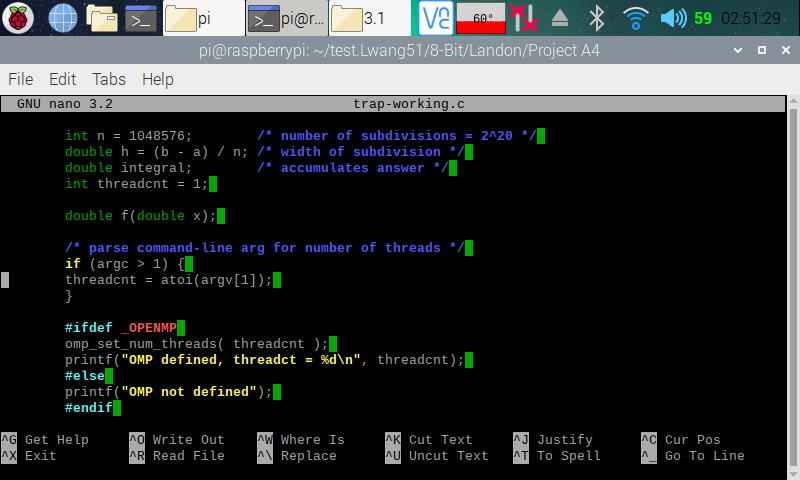 pi
pi@r...
3.1
60°
59
02:51:29
pi@raspberrypi: ~/test.Lwang51/8-Bit/Landon/Project A4
File Edit Tabs Help
GNU nano 3.2 trap-working.c
int n = 1048576; /* number of subdivisions = 2^20 */
double h = (b - a) / n; /* width of subdivision */
double integral; /* accumulates answer */
int threadcnt = 1;
double f(double x);
/* parse command-line arg for number of threads */
if (argc > 1) {
threadcnt = atoi(argv[1]);
}
#ifdef _OPENMP
omp_set_num_threads( threadcnt );
printf("OMP defined, threadct = %d\n", threadcnt);
#else
printf("OMP not defined");
#endif
^G Get Help ^O Write Out ^W Where Is ^K Cut Text ^J Justify ^C Cur Pos
^X Exit ^R Read File ^\ Replace ^U Uncut Text ^T To Spell ^_ Go To Line